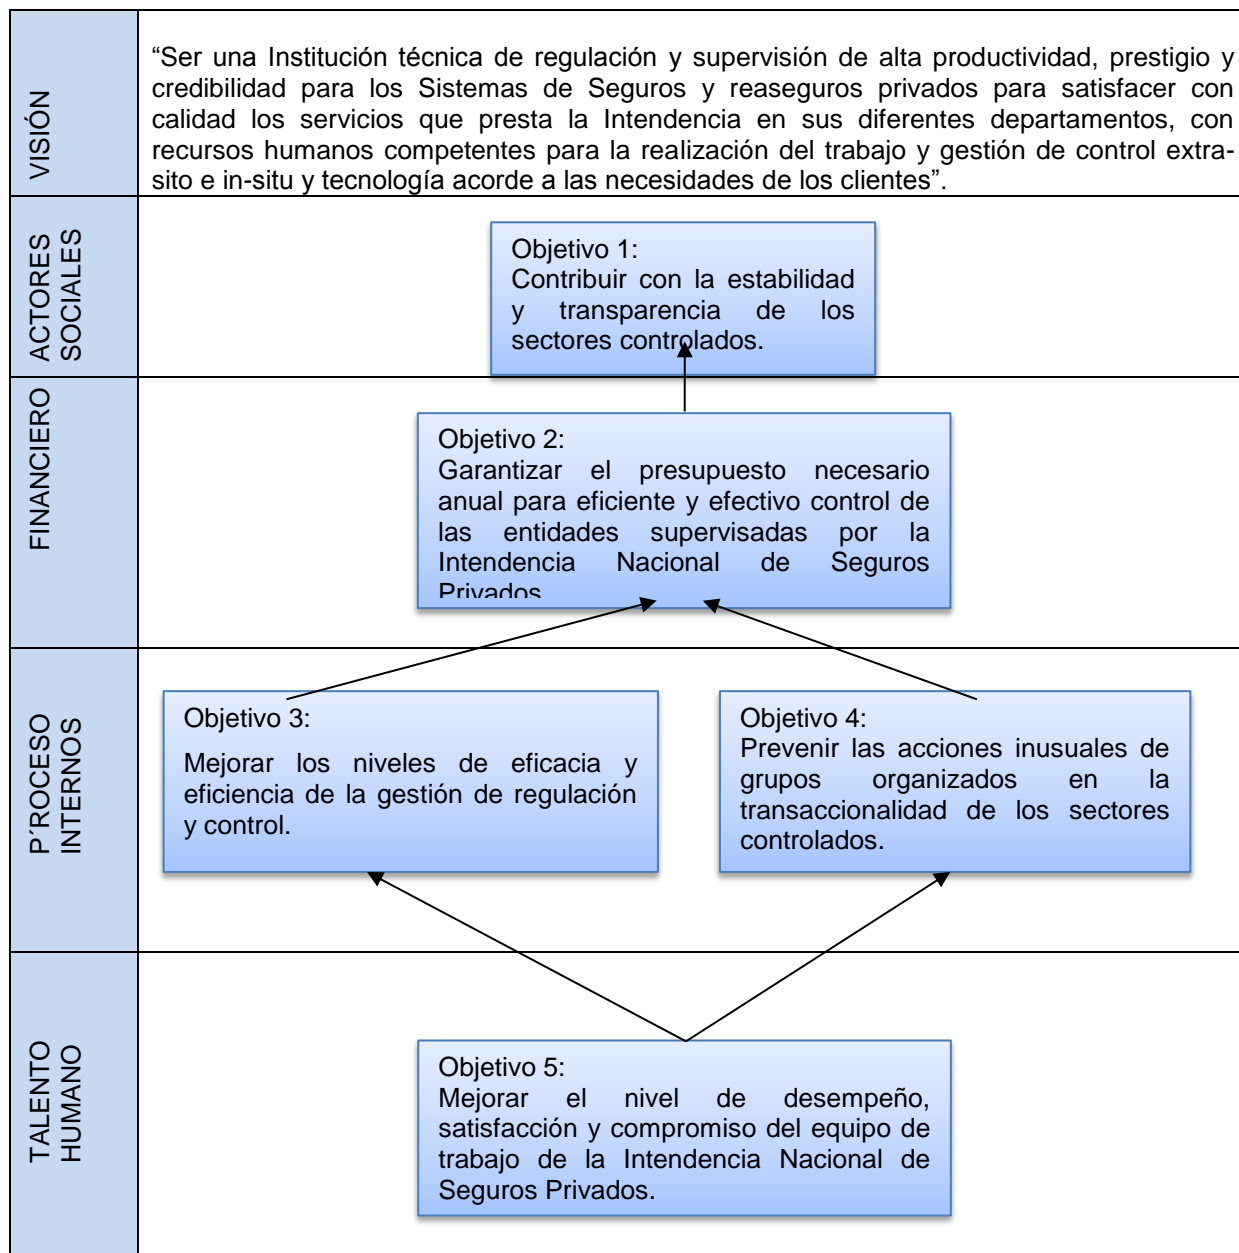 VISIÓN
“Ser una Institución técnica de regulación y supervisión de alta productividad, prestigio y
credibilidad para los Sistemas de Seguros y reaseguros privados para satisfacer con
calidad los servicios que presta la Intendencia en sus diferentes departamentos, con
recursos humanos competentes para la realización del trabajo y gestión de control extra-
sito e in-situ y tecnología acorde a las necesidades de los clientes”.
ACTORES
SOCIALES
Objetivo 1:
Contribuir con la estabilidad
y transparencia de los
sectores controlados.
FINANCIERO
Objetivo 2:
Garantizar el presupuesto necesario
anual para eficiente y efectivo control de
las entidades supervisadas por la
Intendencia Nacional de Seguros
Privados
P´ROCESO
INTERNOS
Objetivo 3:
Mejorar los niveles de eficacia y
eficiencia de la gestión de regulación
y control.
Objetivo 4:
Prevenir las acciones inusuales de
grupos organizados en la
transaccionalidad de los sectores
controlados.
TALENTO
HUMANO
Objetivo 5:
Mejorar el nivel de desempeño,
satisfacción y compromiso del equipo de
trabajo de la Intendencia Nacional de
Seguros Privados.